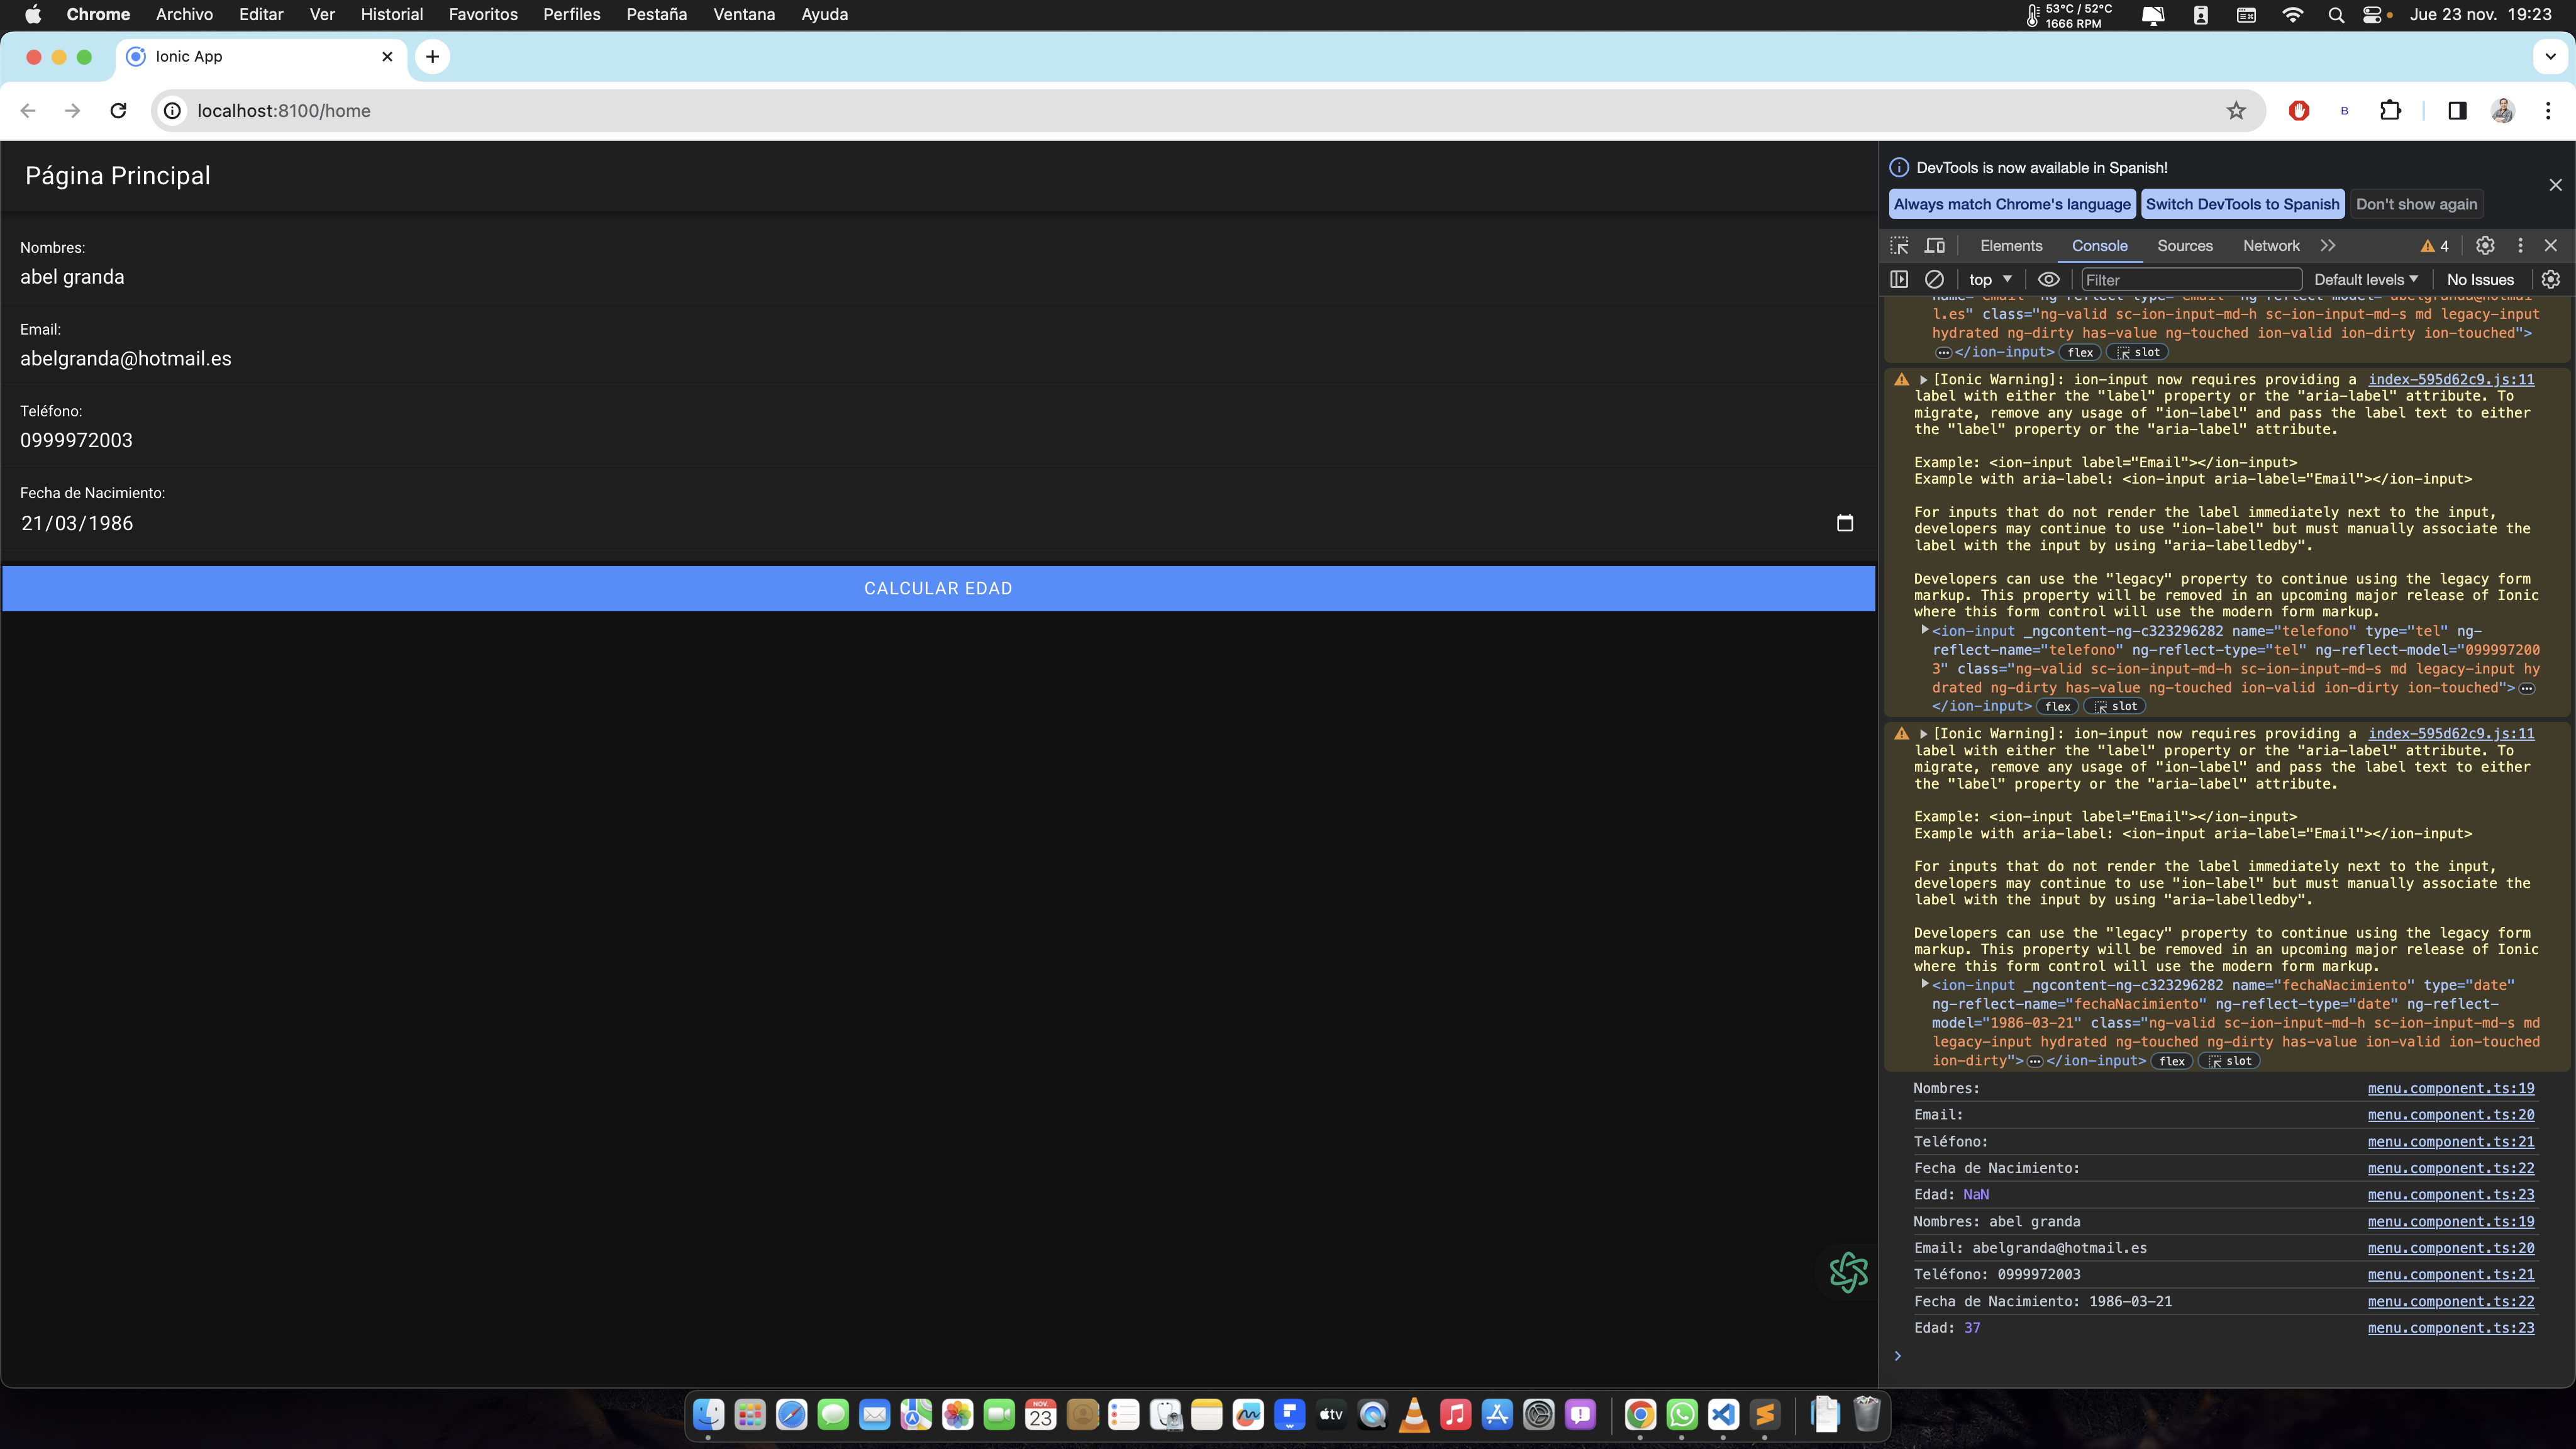 Chrome Archivo Editar Ver Historial Favoritos Perfiles Pestaña Ventana Ayuda
53°C / 52°C
1666 RPM
Jue 23 nov. 19:23
Ionic App
localhost:8100/home
B
Página Principal
Nombres:
abel granda
Email:
abelgranda@hotmail.es
Teléfono:
0999972003
Fecha de Nacimiento:
21/03/1986
CALCULAR EDAD
DevTools is now available in Spanish!
Always match Chrome's language Switch DevTools to Spanish Don't show again
Elements Console Sources Network 4
top Filter Default levels No Issues
name="email" ng-reflect-type="email" ng-reflect-model="abelgranda@hotmai
l.es" class="ng-valid sc-ion-input-md-h sc-ion-input-md-s md legacy-input
hydrated ng-dirty has-value ng-touched ion-valid ion-dirty ion-touched">
</ion-input> flex slot
[Ionic Warning]: ion-input now requires providing a index-595d62c9.js:11
label with either the "label" property or the "aria-label" attribute. To
migrate, remove any usage of "ion-label" and pass the label text to either
the "label" property or the "aria-label" attribute.
Example: <ion-input label="Email"></ion-input>
Example with aria-label: <ion-input aria-label="Email"></ion-input>
For inputs that do not render the label immediately next to the input,
developers may continue to use "ion-label" but must manually associate the
label with the input by using "aria-labelledby".
Developers can use the "legacy" property to continue using the legacy form
markup. This property will be removed in an upcoming major release of Ionic
where this form control will use the modern form markup.
<ion-input _ngcontent-ng-c323296282 name="telefono" type="tel" ng-
reflect-name="telefono" ng-reflect-type="tel" ng-reflect-model="099997200
3" class="ng-valid sc-ion-input-md-h sc-ion-input-md-s md legacy-input hy
drated ng-dirty has-value ng-touched ion-valid ion-dirty ion-touched">
</ion-input> flex slot
[Ionic Warning]: ion-input now requires providing a index-595d62c9.js:11
label with either the "label" property or the "aria-label" attribute. To
migrate, remove any usage of "ion-label" and pass the label text to either
the "label" property or the "aria-label" attribute.
Example: <ion-input label="Email"></ion-input>
Example with aria-label: <ion-input aria-label="Email"></ion-input>
For inputs that do not render the label immediately next to the input,
developers may continue to use "ion-label" but must manually associate the
label with the input by using "aria-labelledby".
Developers can use the "legacy" property to continue using the legacy form
markup. This property will be removed in an upcoming major release of Ionic
where this form control will use the modern form markup.
<ion-input _ngcontent-ng-c323296282 name="fechaNacimiento" type="date"
ng-reflect-name="fechaNacimiento" ng-reflect-type="date" ng-reflect-
model="1986-03-21" class="ng-valid sc-ion-input-md-h sc-ion-input-md-s md
legacy-input hydrated ng-touched ng-dirty has-value ion-valid ion-touched
ion-dirty"> </ion-input> flex slot
Nombres: menu.component.ts:19
Email: menu.component.ts:20
Teléfono: menu.component.ts:21
Fecha de Nacimiento: menu.component.ts:22
Edad: NaN menu.component.ts:23
Nombres: abel granda menu.component.ts:19
Email: abelgranda@hotmail.es menu.component.ts:20
Teléfono: 0999972003 menu.component.ts:21
Fecha de Nacimiento: 1986-03-21 menu.component.ts:22
Edad: 37 menu.component.ts:23
NOV.
23
tv